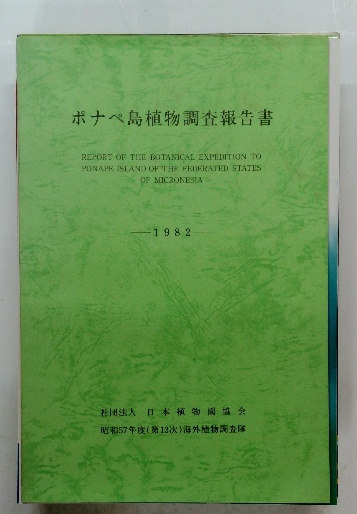 ポナペ島植物調査報告書
REPORT OF THE BOTANICAL EXPEDITION TO
PONAPE ISLAND OF THE FEDERATED STATES
OF MICRONESIA
—1982—
社団法人 日本植物園協会
昭和57年度(第13次)海外植物調査隊